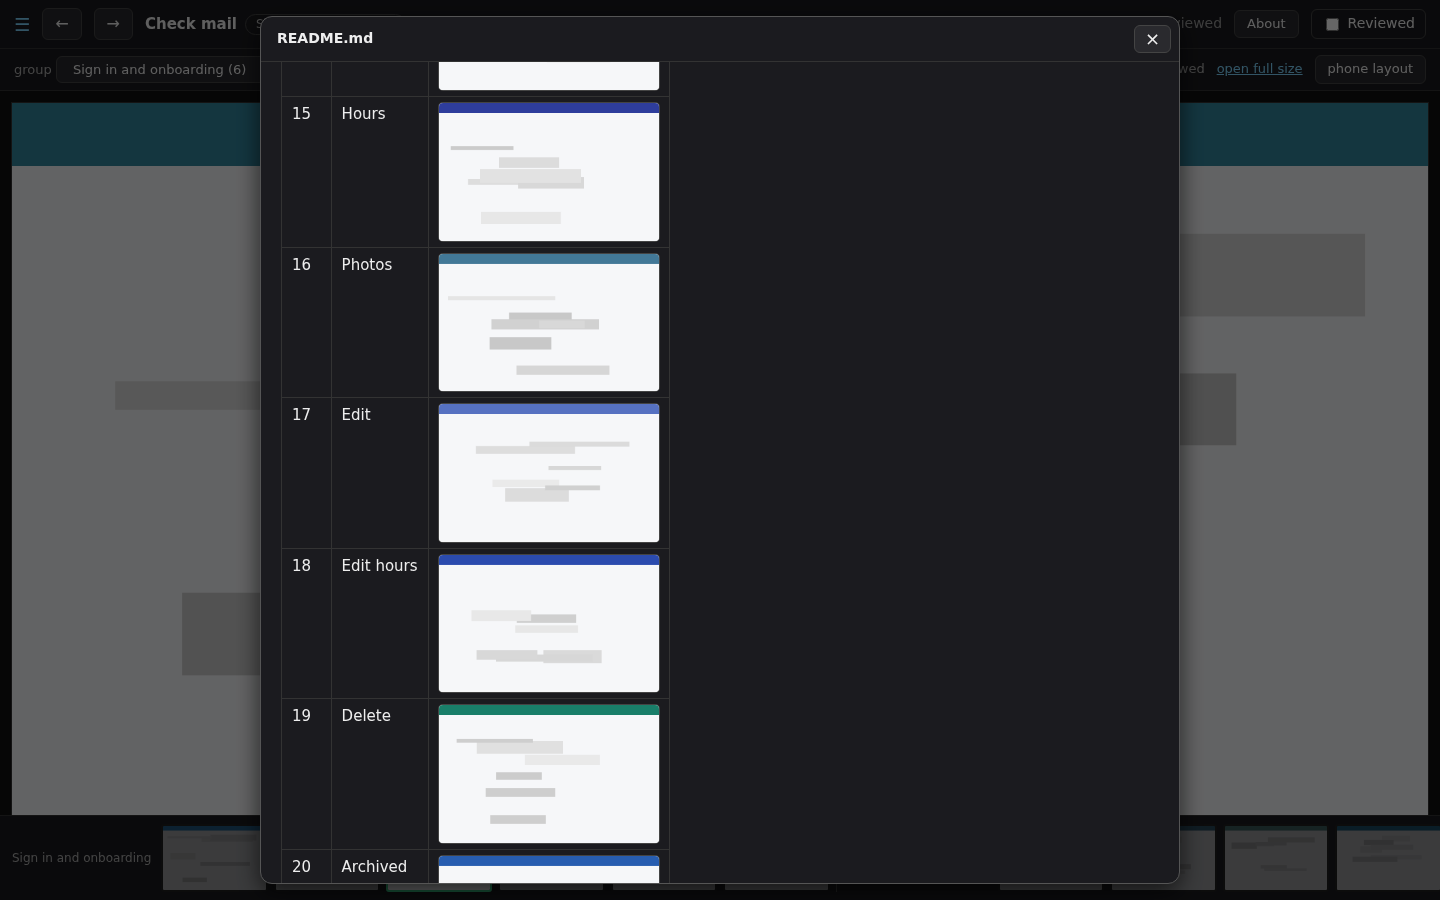 ☰ ← → Check mail
README.md
✕
About
Reviewed
group Sign in and onboarding (6)
open full size
phone layout
15 Hours
16 Photos
17 Edit
18 Edit hours
19 Delete
20 Archived
Sign in and onboarding